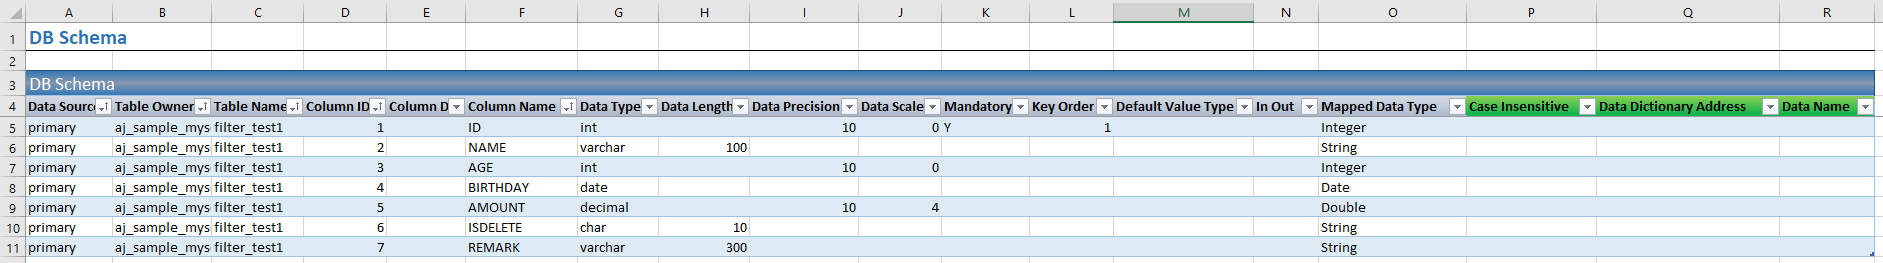 A B C D E F G H I J K L M N O P Q R
1 DB Schema
2
3 DB Schema
4 Data Sourc Table Owner Table Name Column ID Column D Column Name Data Type Data Length Data Precision Data Scale Mandatory Key Order Default Value Type In Out Mapped Data Type Case Insensitive Data Dictionary Address Data Name
5 primary aj_sample_mys filter_test1 1 ID int 10 0 Y 1 Integer
6 primary aj_sample_mys filter_test1 2 NAME varchar 100 String
7 primary aj_sample_mys filter_test1 3 AGE int 10 0 Integer
8 primary aj_sample_mys filter_test1 4 BIRTHDAY date Date
9 primary aj_sample_mys filter_test1 5 AMOUNT decimal 10 4 Double
10 primary aj_sample_mys filter_test1 6 ISDELETE char 10 String
11 primary aj_sample_mys filter_test1 7 REMARK varchar 300 String